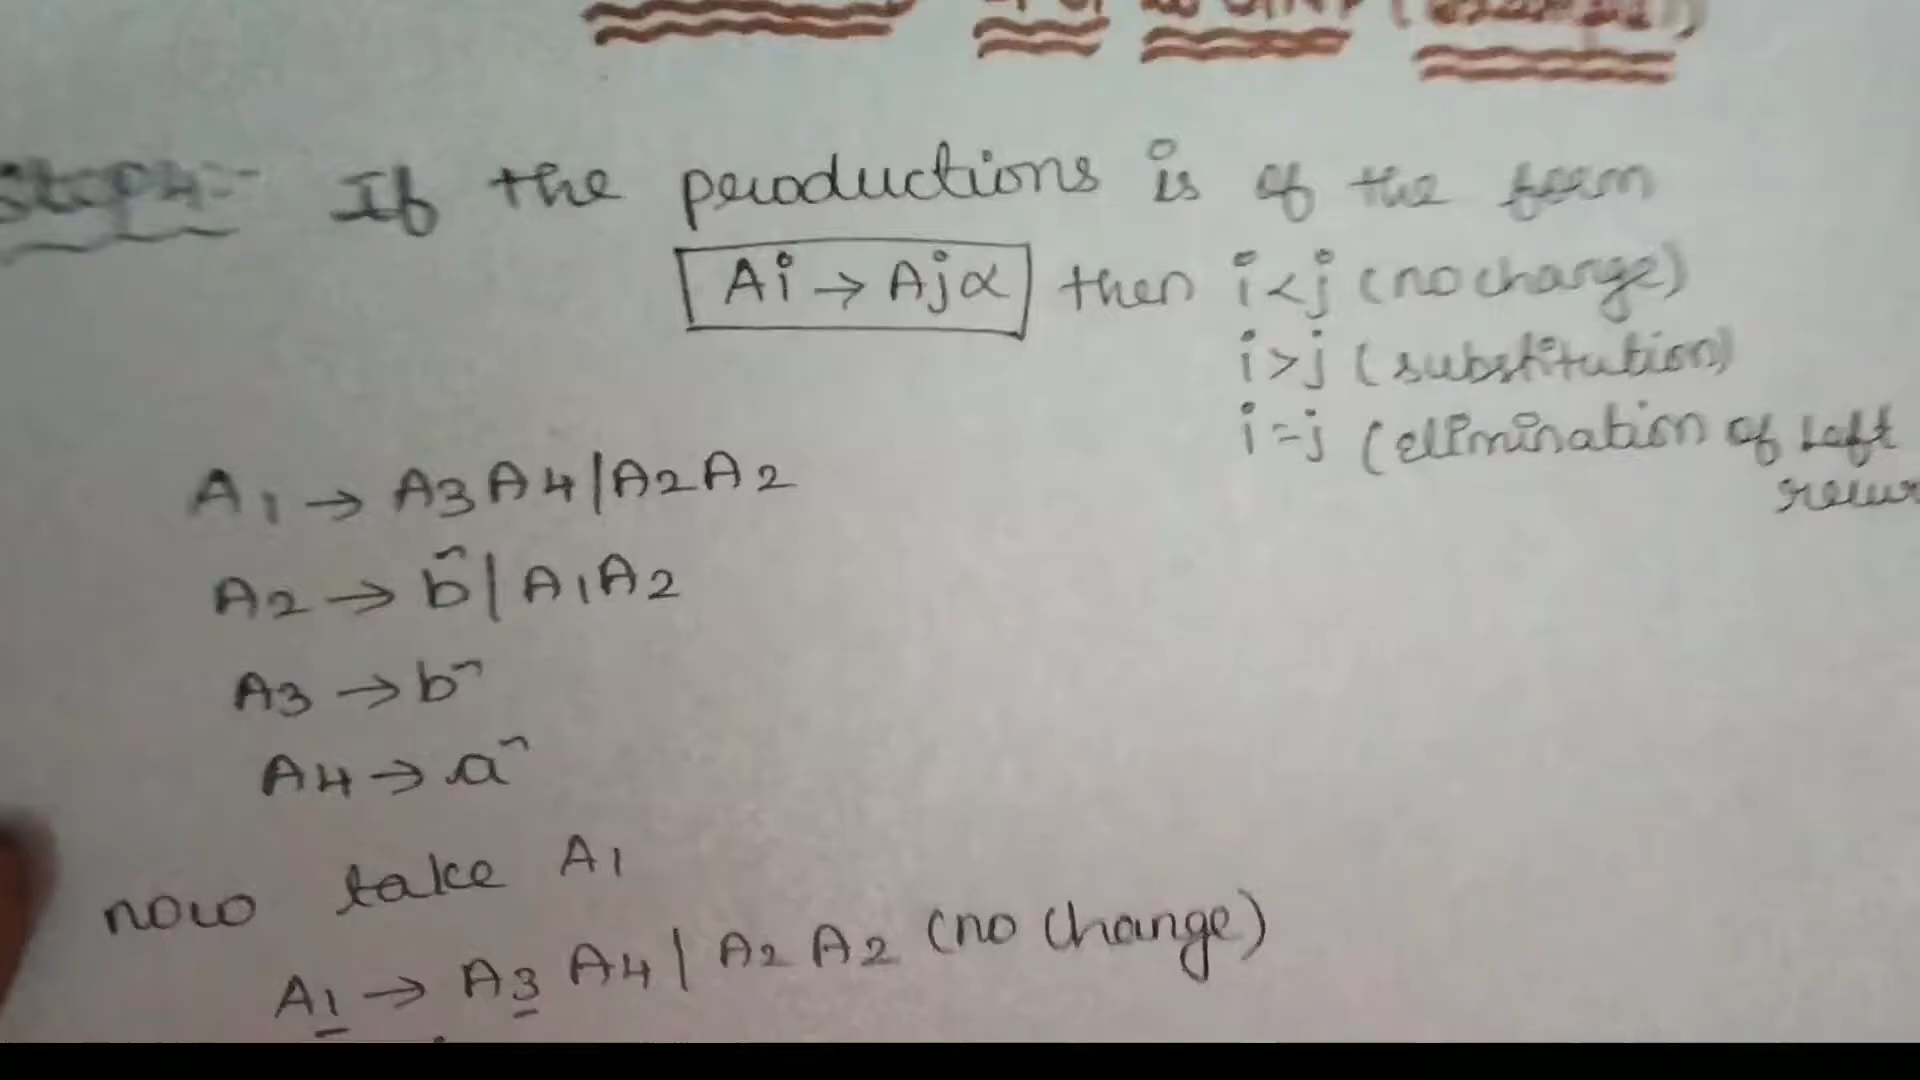 Step4:- If the productions is of the form
Ai → Ajα then i<j (no change)
i>j (substitution)
i=j (elimination of Left
A1 → A3A4|A2A2
A2 → b|A1A2
A3 → b
A4 → a
now take A1
A1 → A3 A4 | A2 A2 (no change)